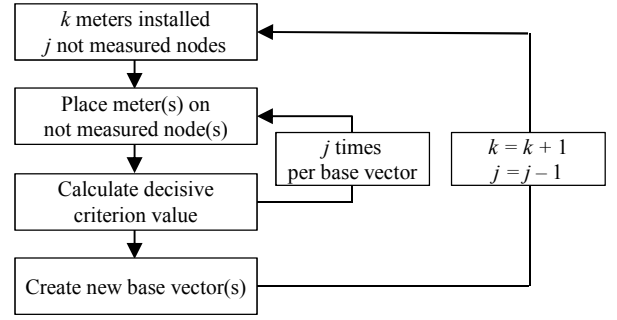 k meters installed
j not measured nodes
Place meter(s) on
not measured node(s)
j times
per base vector
k = k + 1
j = j – 1
Calculate decisive
criterion value
Create new base vector(s)